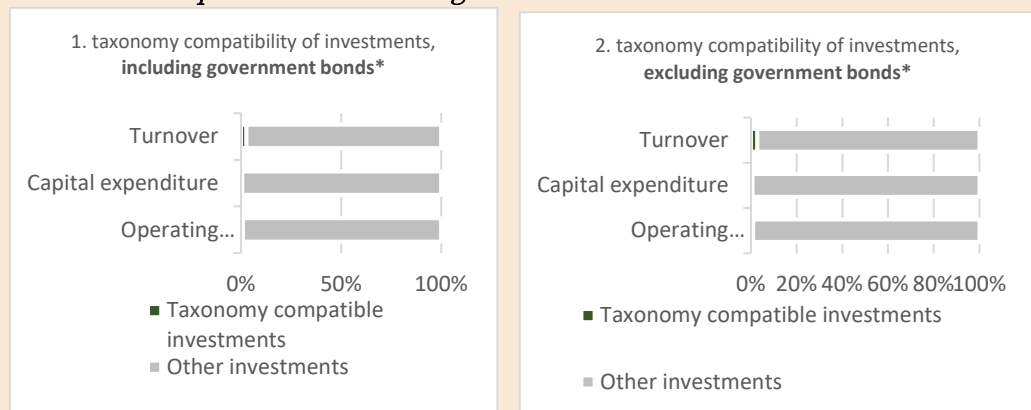 1. taxonomy compatibility of investments,
including government bonds*
Turnover
Capital expenditure
Operating...
0% 50% 100%
Taxonomy compatible
investments
Other investments
2. taxonomy compatibility of investments,
excluding government bonds*
Turnover
Capital expenditure
Operating...
0% 20% 40% 60% 80%100%
Taxonomy compatible investments
Other investments